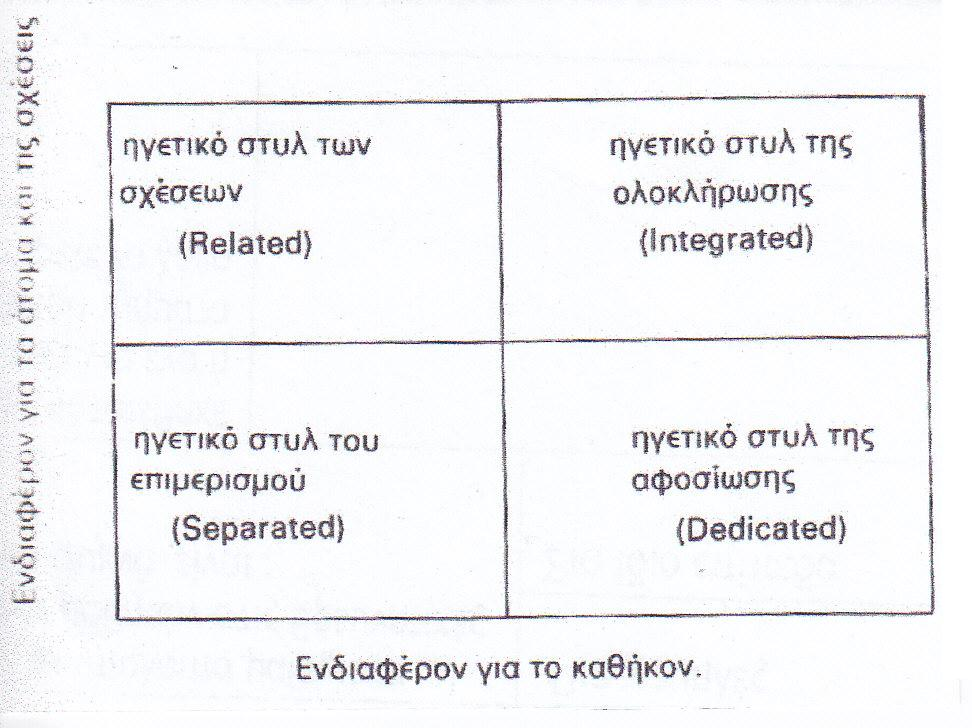 Ενδιαφέρον για τα άτομα και τις σχέσεις
ηγετικό στυλ των
σχέσεων
(Related)
ηγετικό στυλ της
ολοκλήρωσης
(Integrated)
ηγετικό στυλ του
επιμερισμού
(Separated)
ηγετικό στυλ της
αφοσίωσης
(Dedicated)
Ενδιαφέρον για το καθήκον.